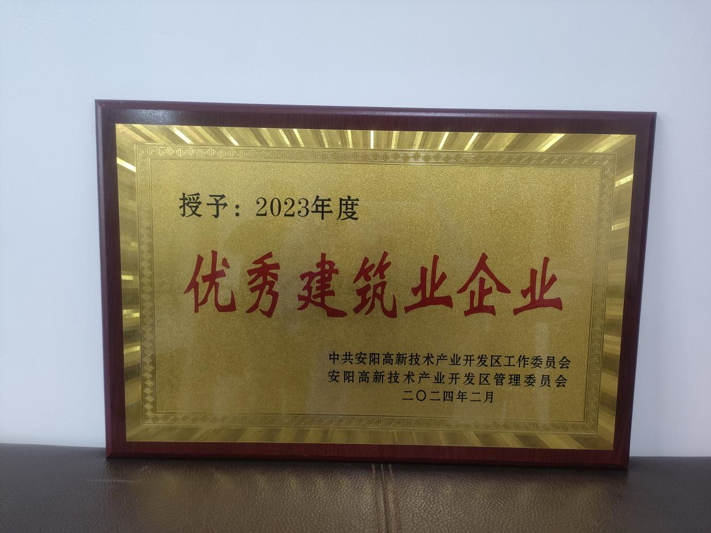 授予：2023年度
优秀建筑业企业
中共安阳高新技术产业开发区工作委员会
安阳高新技术产业开发区管理委员会
二〇二四年二月